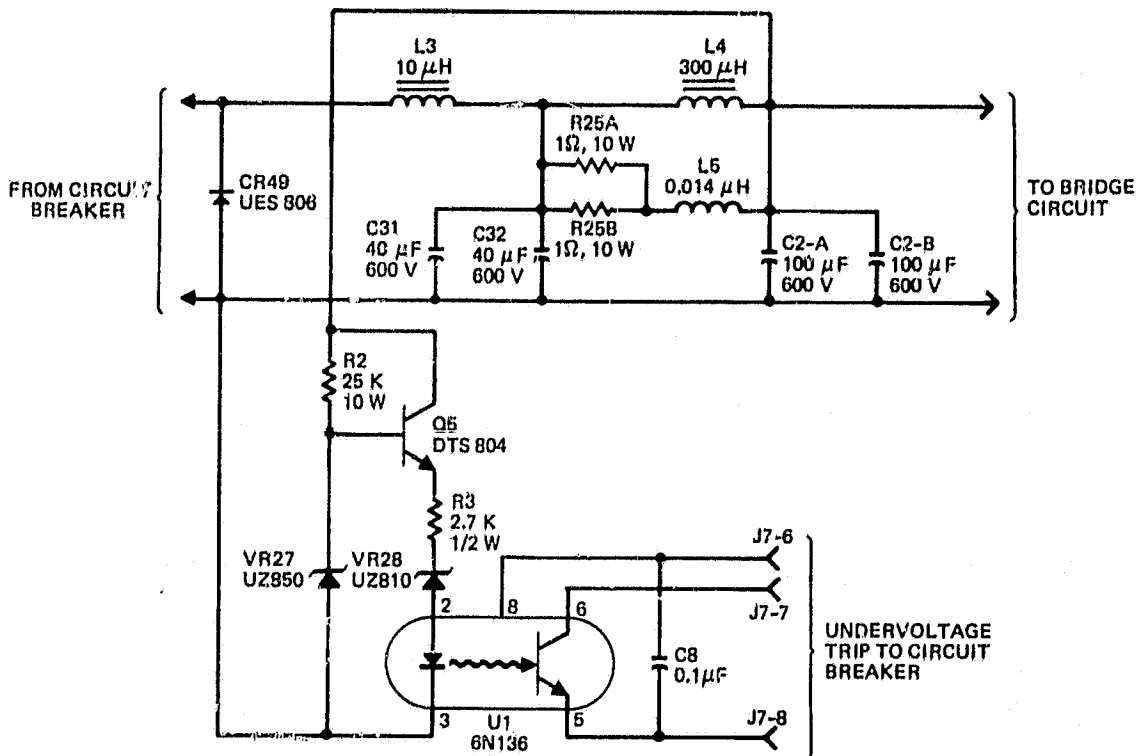 L3
10 μH
L4
300 μH
R25A
1Ω, 10 W
L5
0.014 μH
FROM CIRCUIT
BREAKER
CR49
UES 806
TO BRIDGE
CIRCUIT
C31
40 μF
600 V
C32
40 μF
600 V
R25B
1Ω, 10 W
C2-A
100 μF
600 V
C2-B
100 μF
600 V
R2
25 K
10 W
Q5
DTS 804
R3
2.7 K
1/2 W
VR27
UZ850
VR28
UZ810
J7-6
J7-7
2
8
6
UNDERVOLTAGE
TRIP TO CIRCUIT
BREAKER
C8
0.1μF
3
U1
6N136
5
J7-8